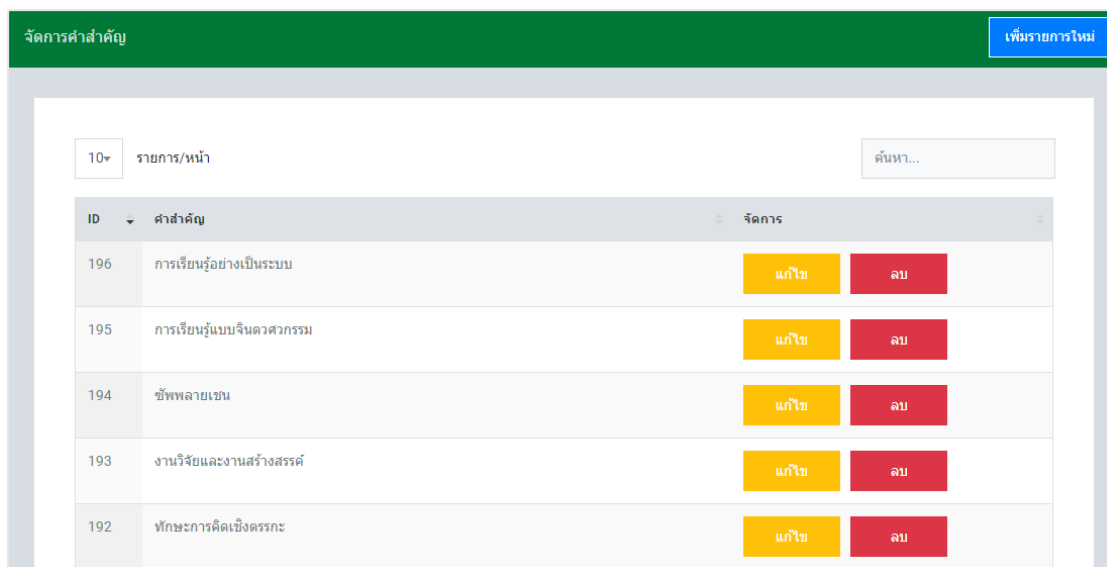 จัดการคำสำคัญ เพิ่มรายการใหม่
10 รายการ/หน้า ค้นหา...
ID คำสำคัญ จัดการ
196 การเรียนรู้อย่างเป็นระบบ แก้ไข ลบ
195 การเรียนรู้แบบจินตวศวกรรม แก้ไข ลบ
194 ซัพพลายเชน แก้ไข ลบ
193 งานวิจัยและงานสร้างสรรค์ แก้ไข ลบ
192 ทักษะการคิดเชิงตรรกะ แก้ไข ลบ